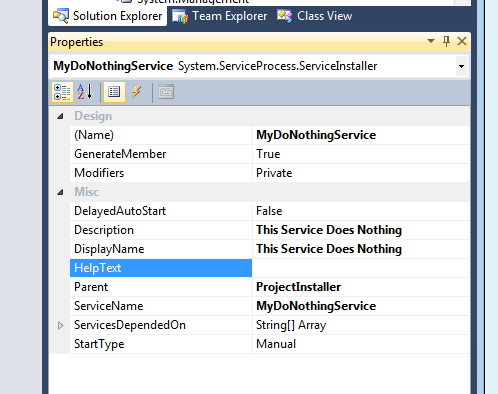 System.Management
Solution Explorer Team Explorer Class View
Properties
MyDoNothingService System.ServiceProcess.ServiceInstaller
Design
(Name) MyDoNothingService
GenerateMember True
Modifiers Private
Misc
DelayedAutoStart False
Description This Service Does Nothing
DisplayName This Service Does Nothing
HelpText
Parent ProjectInstaller
ServiceName MyDoNothingService
ServicesDependedOn String[] Array
StartType Manual